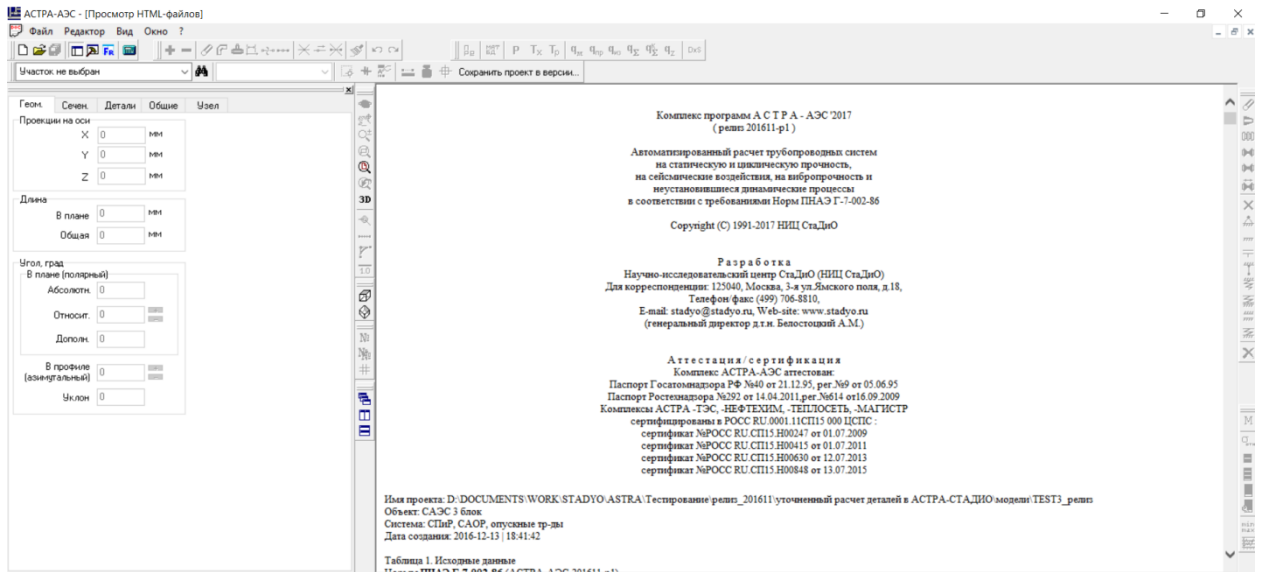 АСТРА-АЭС - [Просмотр HTML-файлов]
Файл Редактор Вид Окно ?
Участок не выбран
Сохранить проект в версии...
Геом. Сечен. Детали Общие Узел
Проекции на оси
X 0 мм
Y 0 мм
Z 0 мм
Длина
В плане 0 мм
Общая 0 мм
Угол, град
В плане (полярный)
Абсолютн. 0
Относит. 0
Дополн. 0
В профиле (азимутальный) 0
Уклон 0
3D
Комплекс программ А С Т Р А - АЭС'2017
( релиз 201611-р1 )
Автоматизированный расчет трубопроводных систем
на статическую и циклическую прочность,
на сейсмические воздействия, на вибропрочность и
неустановившиеся динамические процессы
в соответствии с требованиями Норм ПНАЭ Г-7-002-86
Copyright (C) 1991-2017 НИЦ СтаДиО
Р а з р а б о т к а
Научно-исследовательский центр СтаДиО (НИЦ СтаДиО)
Для корреспонденции: 125040, Москва, 3-я ул.Ямского поля, д.18,
Телефон/факс (499) 706-8810,
E-mail: stadyo@stadyo.ru, Web-site: www.stadyo.ru
(генеральный директор д.т.н. Белостоцкий А.М.)
А т т е с т а ц и я / с е р т и ф и к а ц и я
Комплекс АСТРА-АЭС аттестован:
Паспорт Госатомнадзора РФ №40 от 21.12.95, рег.№9 от 05.06.95
Паспорт Ростехнадзора №292 от 14.04.2011,рег.№614 от16.09.2009
Комплексы АСТРА -ТЭС, -НЕФТЕХИМ, -ТЕПЛОСЕТЬ, -МАГИСТР
сертифицированы в РОСС RU.0001.11СП15 000 ЦСПС :
сертификат №РОСС RU.СП15.Н00247 от 01.07.2009
сертификат №РОСС RU.СП15.Н00415 от 01.07.2011
сертификат №РОСС RU.СП15.Н00630 от 12.07.2013
сертификат №РОСС RU.СП15.Н00848 от 13.07.2015
Имя проекта: D:\DOCUMENTS\WORK\STADYO\ASTRA\Тестирование\релиз_201611\уточненный расчет деталей в АСТРА-СТАДИО\модели\TEST3_релиз
Объект: САЭС 3 блок
Система: СПиР, САОР, опускные тр-ды
Дата создания: 2016-12-13 | 18:41:42
Таблица 1. Исходные данные